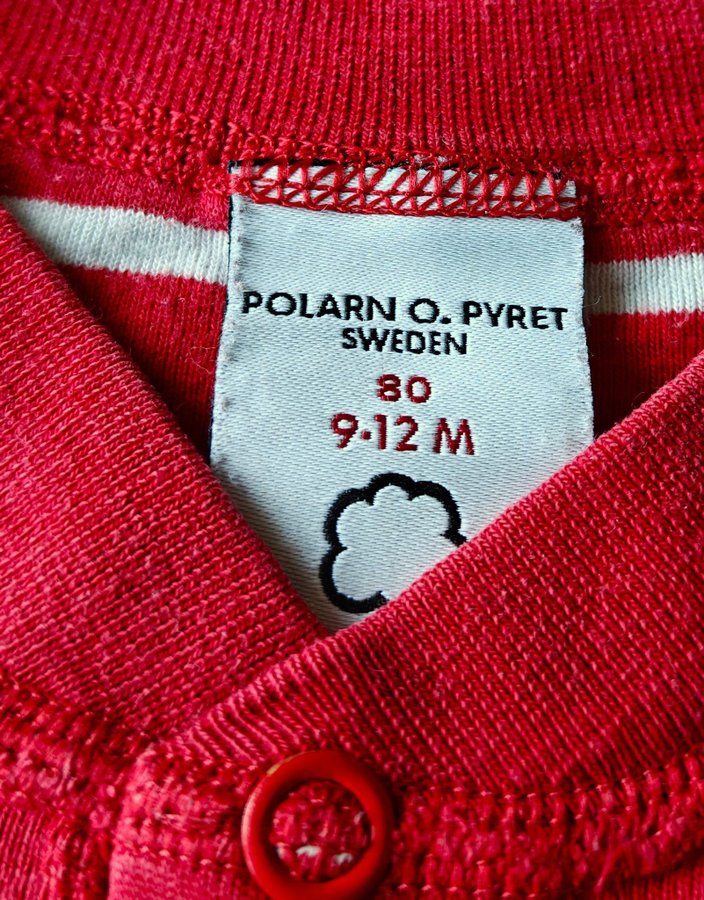 POLARN O. PYRET
SWEDEN
80
9·12 M